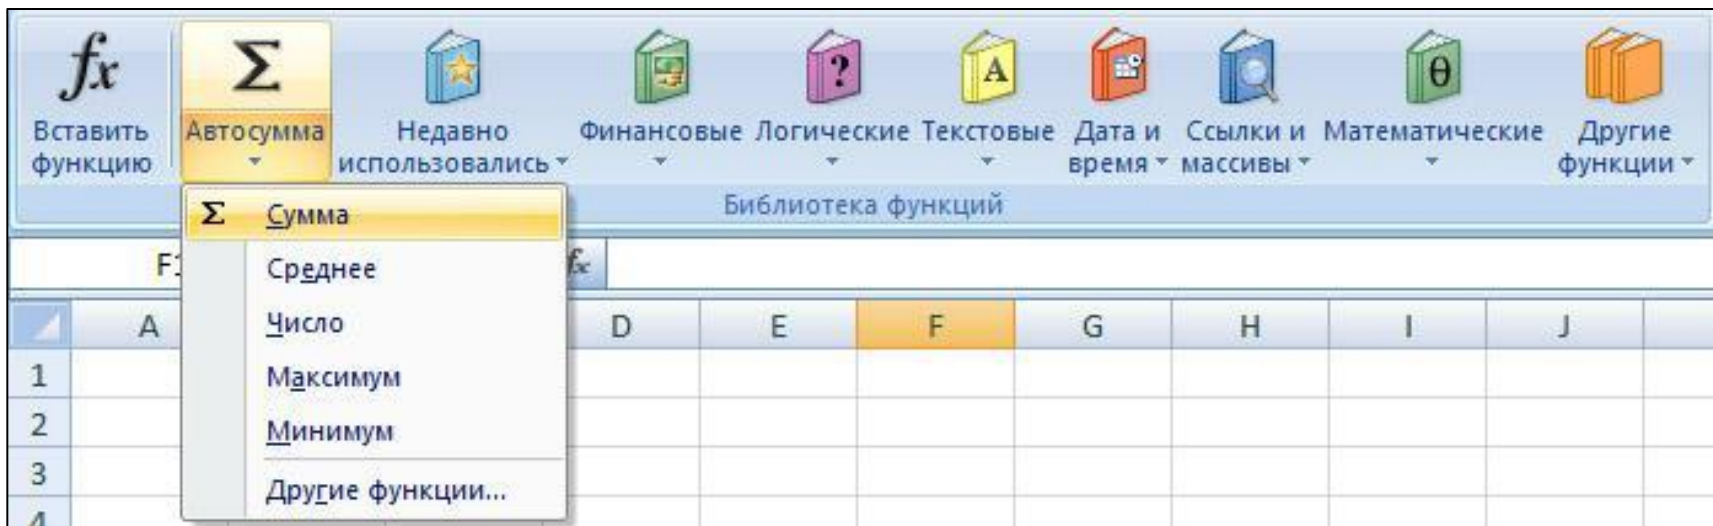 fx Σ ? A θ
Вставить Автосумма Недавно Финансовые Логические Текстовые Дата и Ссылки и Математические Другие
функцию использовались время массивы функции
Библиотека функций
Σ Сумма
Среднее
Число
Максимум
Минимум
Другие функции...
fx
A D E F G H I J
1
2
3
4